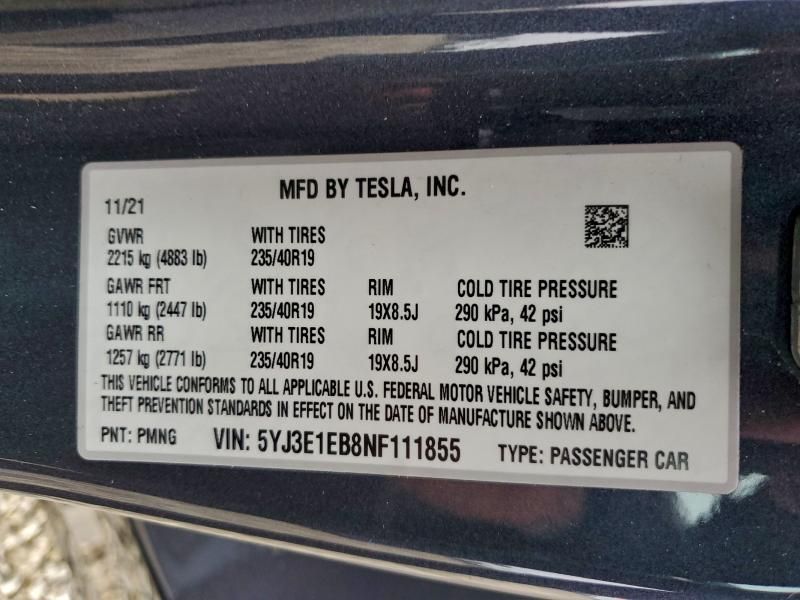 MFD BY TESLA, INC.
11/21
GVWR WITH TIRES
2215 kg (4883 lb) 235/40R19
GAWR FRT WITH TIRES RIM COLD TIRE PRESSURE
1110 kg (2447 lb) 235/40R19 19X8.5J 290 kPa, 42 psi
GAWR RR WITH TIRES RIM COLD TIRE PRESSURE
1257 kg (2771 lb) 235/40R19 19X8.5J 290 kPa, 42 psi
THIS VEHICLE CONFORMS TO ALL APPLICABLE U.S. FEDERAL MOTOR VEHICLE SAFETY, BUMPER, AND
THEFT PREVENTION STANDARDS IN EFFECT ON THE DATE OF MANUFACTURE SHOWN ABOVE.
PNT: PMNG VIN: 5YJ3E1EB8NF111855 TYPE: PASSENGER CAR